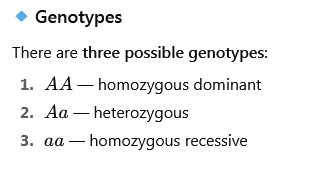 Genotypes
There are three possible genotypes:
1. AA — homozygous dominant
2. Aa — heterozygous
3. aa — homozygous recessive